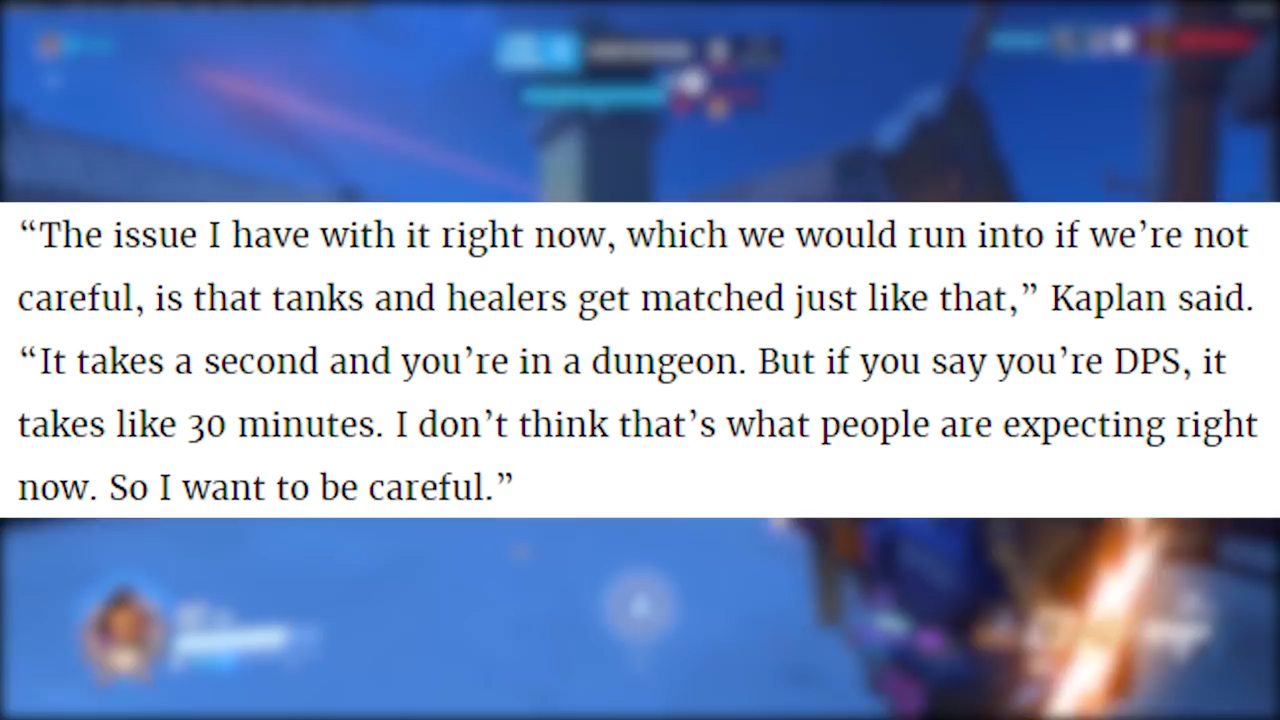 “The issue I have with it right now, which we would run into if we’re not
careful, is that tanks and healers get matched just like that,” Kaplan said.
“It takes a second and you’re in a dungeon. But if you say you’re DPS, it
takes like 30 minutes. I don’t think that’s what people are expecting right
now. So I want to be careful.”